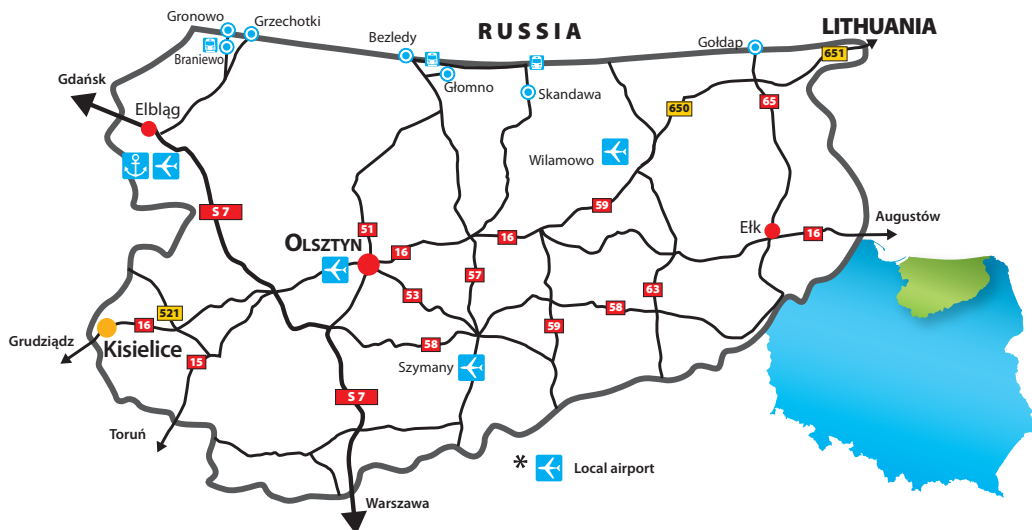 Gronowo
Grzechotki
RUSSIA
LITHUANIA
Bezledy
Gołdap
651
Braniewo
Gdańsk
Głomno
Skandawa
65
650
Elbląg
Wilamowo
S 7
59
51
Ełk
16
Augustów
OLSZTYN
16
16
57
53
63
521
58
16
Kisielice
59
Grudziądz
58
15
Szymany
S 7
Toruń
* Local airport
Warszawa